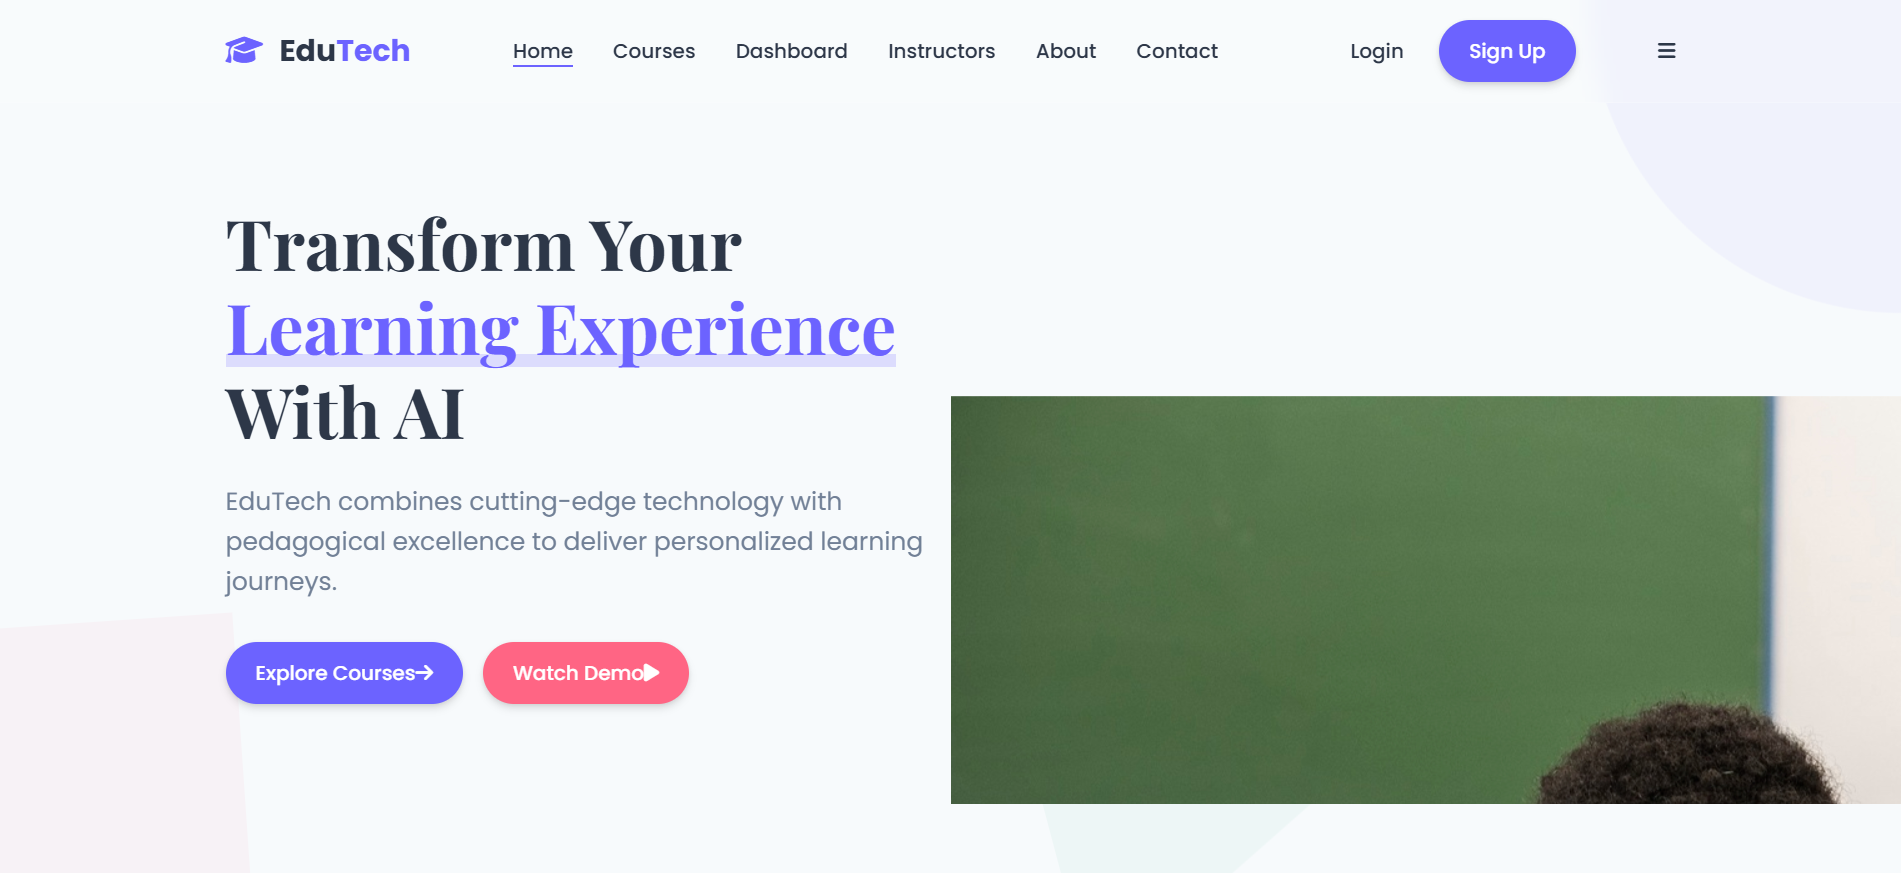 EduTech
Home Courses Dashboard Instructors About Contact
Login
Sign Up
Transform Your
Learning Experience
With AI
EduTech combines cutting-edge technology with
pedagogical excellence to deliver personalized learning
journeys.
Explore Courses
Watch Demo